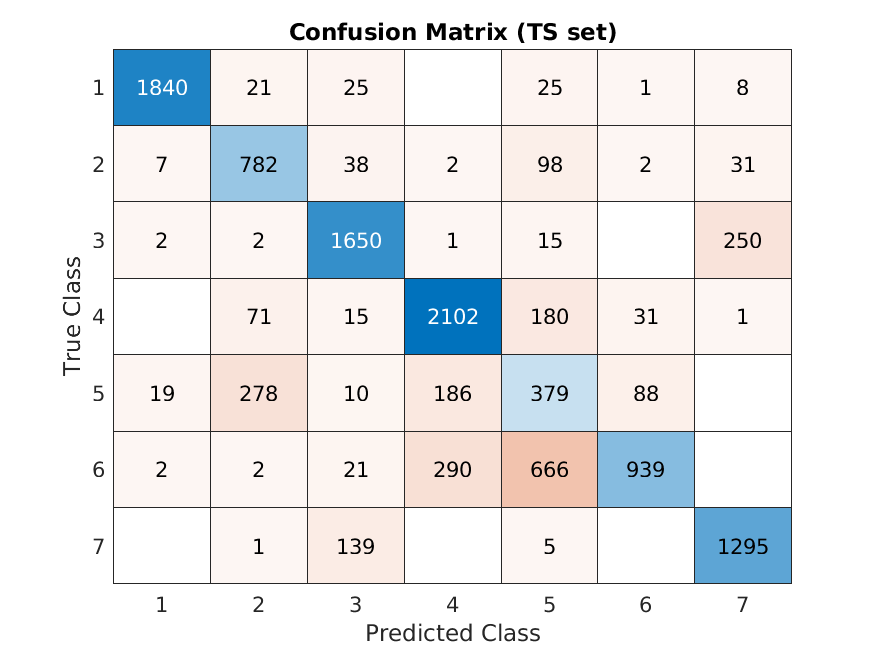 Confusion Matrix (TS set)
1 1840 21 25 25 1 8
2 7 782 38 2 98 2 31
3 2 2 1650 1 15 250
4 71 15 2102 180 31 1
5 19 278 10 186 379 88
6 2 2 21 290 666 939
7 1 139 5 1295
1 2 3 4 5 6 7
Predicted Class
True Class